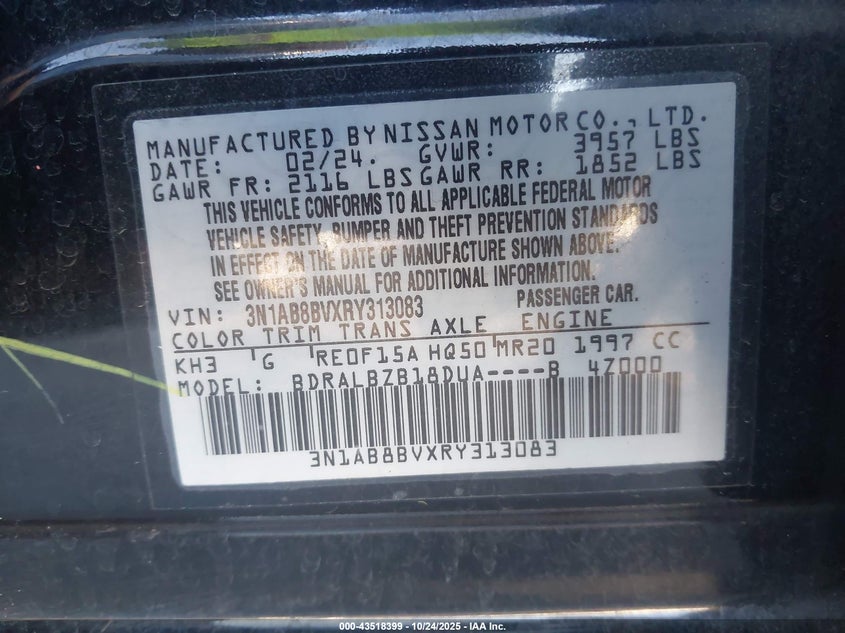 MANUFACTURED BY NISSAN MOTOR CO., LTD.
DATE: 02/24. GVWR: 3957 LBS
GAWR FR: 2116 LBS GAWR RR: 1852 LBS
THIS VEHICLE CONFORMS TO ALL APPLICABLE FEDERAL MOTOR
VEHICLE SAFETY, BUMPER AND THEFT PREVENTION STANDARDS
IN EFFECT ON THE DATE OF MANUFACTURE SHOWN ABOVE.
SEE OWNER'S MANUAL FOR ADDITIONAL INFORMATION.
VIN: 3N1AB8BVXRY313083 PASSENGER CAR.
COLOR TRIM TRANS AXLE ENGINE
KH3 G RE0F15A HQ50 MR20 1997 CC
MODEL: BDRALBZB18DUA----B 4Z000
3N1AB8BVXRY313083
000-43518399 - 10/24/2025 - IAA Inc.